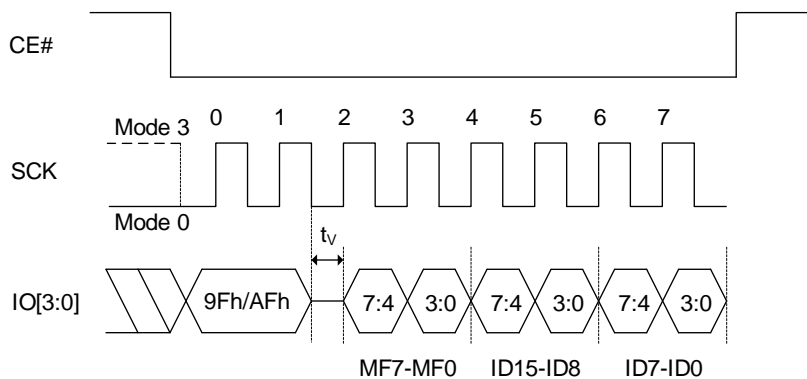 CE#
Mode 3 0 1 2 3 4 5 6 7
SCK
Mode 0
tV
IO[3:0] 9Fh/AFh 7:4 3:0 7:4 3:0 7:4 3:0
MF7-MF0 ID15-ID8 ID7-ID0